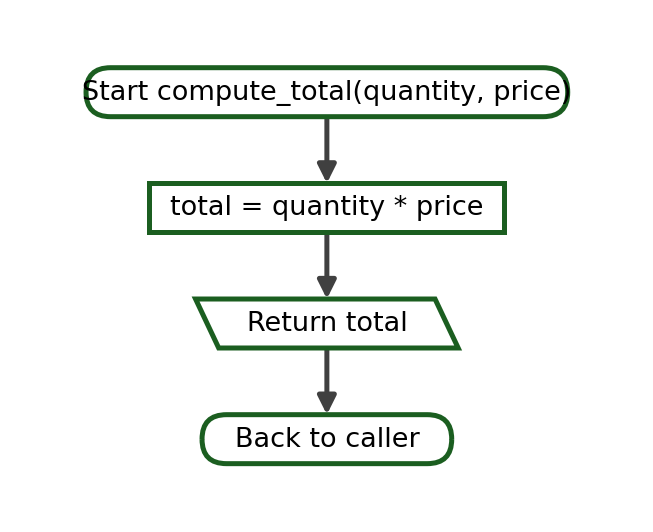 Start compute_total(quantity, price)
total = quantity * price
Return total
Back to caller